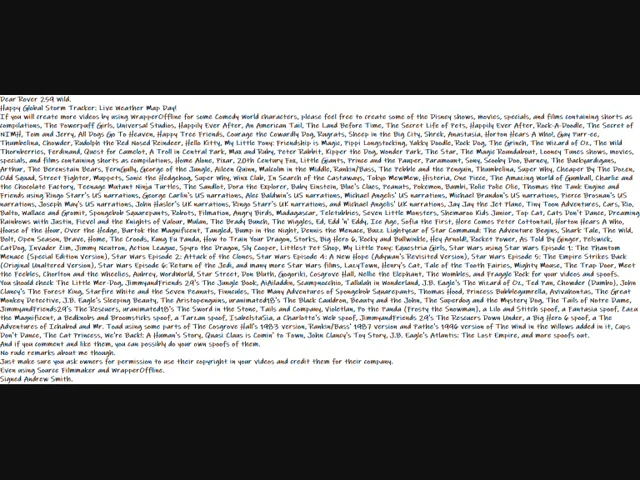 Dear Rover 259 Wild,
Happy Global Storm Tracker: Live Weather Map Day!
If you will create more videos by using WrapperOffline for some Comedy World characters, please feel free to create some of the Disney shows, movies, specials, and films containing shorts as
compilations, The Powerpuff Girls, Universal Studios, Happily Ever After, An American Tail, The Land Before Time, The Secret Life of Pets, Happily Ever After, Rock-A-Doodle, The Secret of
NIMH, Tom and Jerry, All Dogs Go To Heaven, Happy Tree Friends, Courage the Cowardly Dog, Rugrats, Sheep in the Big City, Shrek, Anastasia, Horton Hears A Who!, Gay Purr-ee,
Thumbelina, Chowder, Rudolph the Red Nosed Reindeer, Hello Kitty, My Little Pony: Friendship is Magic, Pippi Longstocking, Yakky Doodle, Rock Dog, The Grinch, The Wizard of Oz, The Wild
Thornberries, Ferdinand, Quest for Camelot, A Troll in Central Park, Max and Ruby, Peter Rabbit, Kipper the Dog, Wonder Park, The Star, The Magic Roundabout, Looney Tunes shows, movies,
specials, and films containing shorts as compilations, Home Alone, Pixar, 20th Century Fox, Little Giants, Prince and the Pauper, Paramount, Sony, Scooby Doo, Barney, The Backyardigans,
Arthur, The Berenstain Bears, FernGully, George of the Jungle, Aileen Quinn, Malcolm in the Middle, Rankin/Bass, The Pebble and the Penguin, Thumbelina, Super Why, Cheaper By The Dozen,
Odd Squad, Street Fighter, Muppets, Sonic the Hedgehog, Super Why, Winx Club, In Search of the Castaways, Tokyo MewMew, Histeria, One Piece, The Amazing World of Gumball, Charlie and
the Chocolate Factory, Teenage Mutant Ninja Turtles, The Sandlot, Dora the Explorer, Baby Einstein, Blue's Clues, Peanuts, Pokemon, Bambi, Rolie Polie Olie, Thomas the Tank Engine and
Friends using Ringo Starr's US narrations, George Carlin's US narrations, Alec Baldwin's US narrations, Michael Angelis' US narrations, Michael Brandon's US narrations, Pierce Brosnan's US
narrations, Joseph May's US narrations, John Hasler's UK narrations, Ringo Starr's UK narrations, and Michael Angelis' UK narrations, Jay Jay the Jet Plane, Tiny Toon Adventures, Cars, Rio,
Balto, Wallace and Gromit, Spongebob Squarepants, Robots, Filmation, Angry Birds, Madagascar, Teletubbies, Seven Little Monsters, Shemaroo Kids Junior, Top Cat, Cats Don't Dance, Dreaming
Rainbows with Justin, Fievel and the Knights of Valour, Mulan, The Brady Bunch, The Wiggles, Ed, Edd 'n' Eddy, Ice Age, Sofia the First, Here Comes Peter Cottontail, Horton Hears A Who,
House of the Hour, Over the Hedge, Bartok the Magnificent, Tangled, Bump in the Night, Dennis the Menace, Buzz Lightyear of Star Command: The Adventure Begins, Shark Tale, The Wild,
Bolt, Open Season, Brave, Home, The Croods, Kung Fu Panda, How to Train Your Dragon, Storks, Big Hero 6, Rocky and Bullwinkle, Hey Arnold, Rocket Power, As Told By Ginger, Pelswick,
CatDog, Invader Zim, Jimmy Neutron, Action League, Spyro the Dragon, Sly Cooper, Littlest Pet Shop, My Little Pony: Equestria Girls, Star Wars using Star Wars Episode 1: The Phantom
Menace (Special Edition Version), Star Wars Episode 2: Attack of the Clones, Star Wars Episode 4: A New Hope (Adywan's Revisited Version), Star Wars Episode 5: The Empire Strikes Back
(Original Unaltered Version), Star Wars Episode 6: Return of the Jedi, and many more Star Wars films, LazyTown, Henry's Cat, Tale of the Tooth Fairies, Mighty Mouse, The Trap Door, Meet
the Feebles, Chorlton and the Wheelies, Aubrey, Wordworld, Star Street, Don Bluth, Ganjariki, Cosgrove Hall, Nellie the Elephant, The Wombles, and Fraggle Rock for your videos and spoofs.
You should check The Little Mer-Dog, JimmyandFriends 29's The Jungle Book, AiAiladdin, Scampnocchio, Tallulah in Wonderland, J.B. Eagle's The Wizard of Oz, Ted Pan, Chowder (Dumbo), John
Clancy's The Forest King, Starfire White and the Seven Peanuts, Finncules, The Many Adventures of Spongebob Squarepants, Thomas Hood, Princess Bubblegumrella, Aylvahontas, The Great
Monkey Detective, J.B. Eagle's Sleeping Beauty, The Aristopenguins, uranimated18's The Black Cauldron, Beauty and the John, The Superdog and the Mystery Dog, The Tails of Notre Dame,
JimmyandFriends29's The Rescuers, uranimated18's The Sword in the Stone, Tails and Company, Violetlan, Po the Panda (Frosty the Snowman), a Lilo and Stitch spoof, a Fantasia spoof, Eazu
the Magnificent, a Bedknobs and Broomsticks spoof, a Tarzan spoof, IsabelstaSia, a Charlotte's Web spoof, JimmyandFriends 29's The Rescuers Down Under, a Big Hero 6 spoof, a The
Adventures of Ichabod and Mr. Toad using some parts of The Cosgrove Hall's 1983 version, Rankin/Bass' 1987 version and Pathe's 1996 version of The Wind in the Willows added in it, Cars
Don't Dance, The Cat Prince, We're Back!: A Human's Story, Quasi Claus is Comin' to Town, John Clancy's Toy Story, J.B. Eagle's Atlantis: The Lost Empire, and more spoofs out.
And if you comment and like them, you can possibly do your own spoofs of them.
No rude remarks about me though.
Just make sure you ask owners for permission to use their copyright in your videos and credit them for their company.
Even using Source Filmmaker and WrapperOffline.
Signed Andrew Smith.